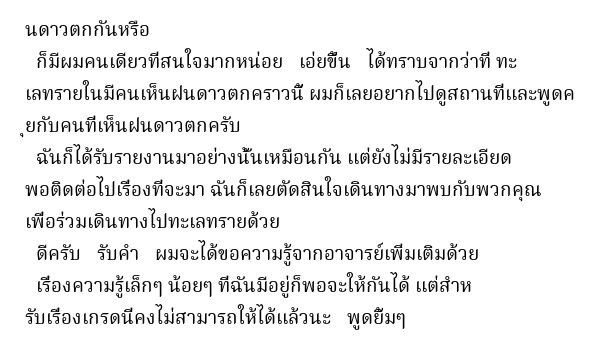 นดาวตกกันหรือ
ก็มีผมคนเดียวที่สนใจมากหน่อย เอ่ยขึ้น ได้ทราบจากว่าที่ ทะ
เลทรายในมีคนเห็นฝนดาวตกคราวนี้ ผมก็เลยอยากไปดูสถานที่และพูดค
ุยกับคนที่เห็นฝนดาวตกครับ
ฉันก็ได้รับรายงานมาอย่างนั้นเหมือนกัน แต่ยังไม่มีรายละเอียด
พอติดต่อไปเรื่องที่จะมา ฉันก็เลยตัดสินใจเดินทางมาพบกับพวกคุณ
เพื่อร่วมเดินทางไปทะเลทรายด้วย
ดีครับ รับคำ ผมจะได้ขอความรู้จากอาจารย์เพิ่มเติมด้วย
เรื่องความรู้เล็กๆ น้อยๆ ที่ฉันมีอยู่ก็พอจะให้กันได้ แต่สำห
รับเรื่องเกรดนี่คงไม่สามารถให้ได้แล้วนะ พูดยิ้มๆ